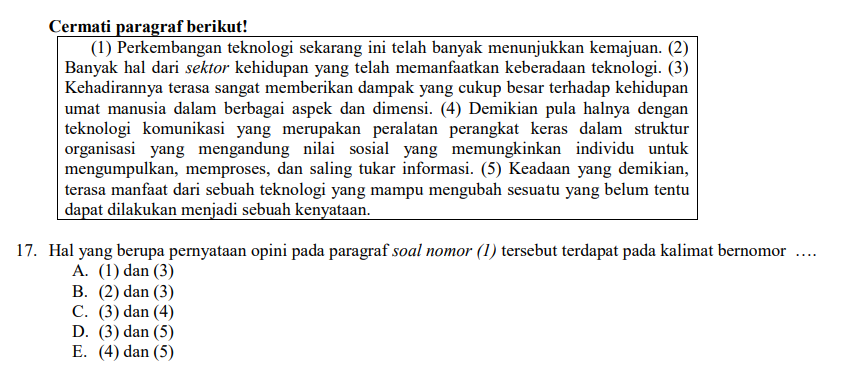 Cermati paragraf berikut!
(1) Perkembangan teknologi sekarang ini telah banyak menunjukkan kemajuan. (2)
Banyak hal dari sektor kehidupan yang telah memanfaatkan keberadaan teknologi. (3)
Kehadirannya terasa sangat memberikan dampak yang cukup besar terhadap kehidupan
umat manusia dalam berbagai aspek dan dimensi. (4) Demikian pula halnya dengan
teknologi komunikasi yang merupakan peralatan perangkat keras dalam struktur
organisasi yang mengandung nilai sosial yang memungkinkan individu untuk
mengumpulkan, memproses, dan saling tukar informasi. (5) Keadaan yang demikian,
terasa manfaat dari sebuah teknologi yang mampu mengubah sesuatu yang belum tentu
dapat dilakukan menjadi sebuah kenyataan.
17. Hal yang berupa pernyataan opini pada paragraf soal nomor (1) tersebut terdapat pada kalimat bernomor ….
A. (1) dan (3)
B. (2) dan (3)
C. (3) dan (4)
D. (3) dan (5)
E. (4) dan (5)